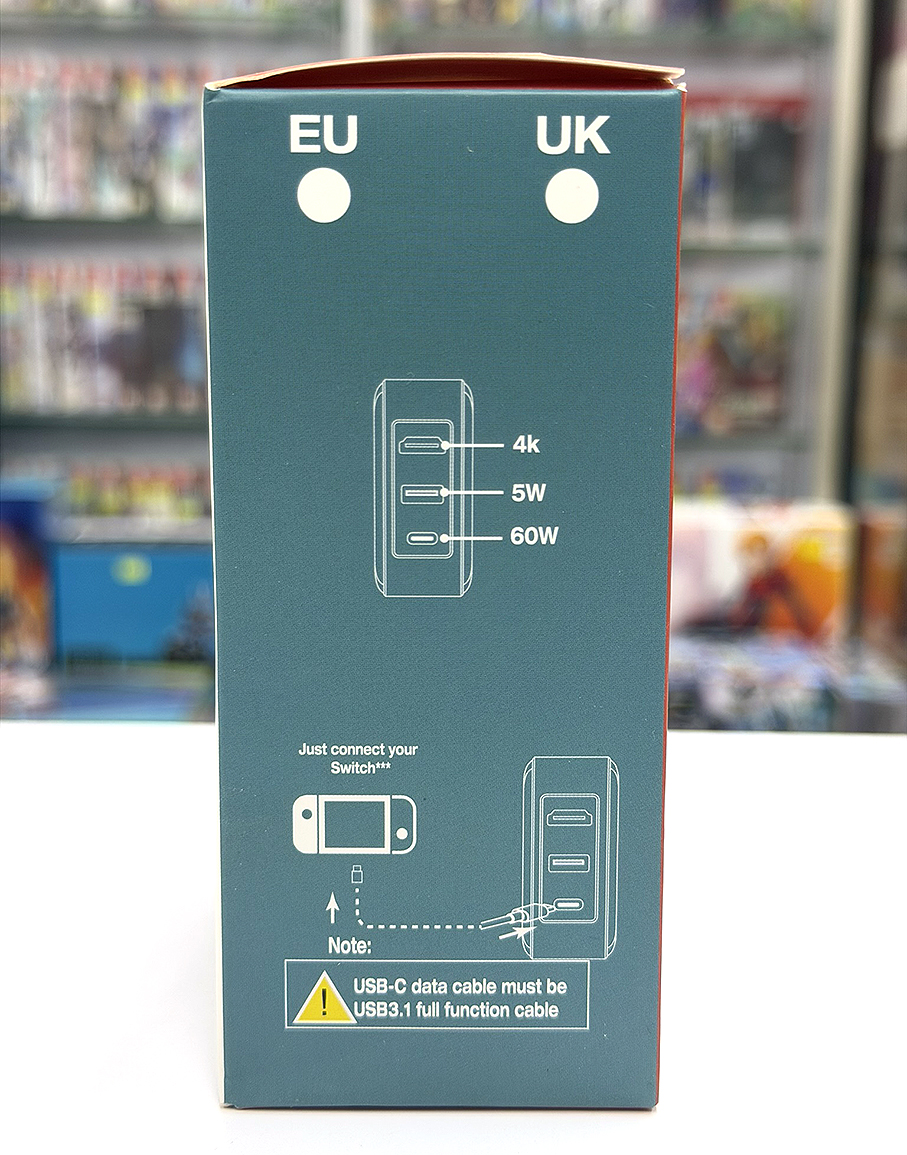 EU
UK
4k
5W
60W
Just connect your
Switch***
Note:
!
USB-C data cable must be
USB3.1 full function cable